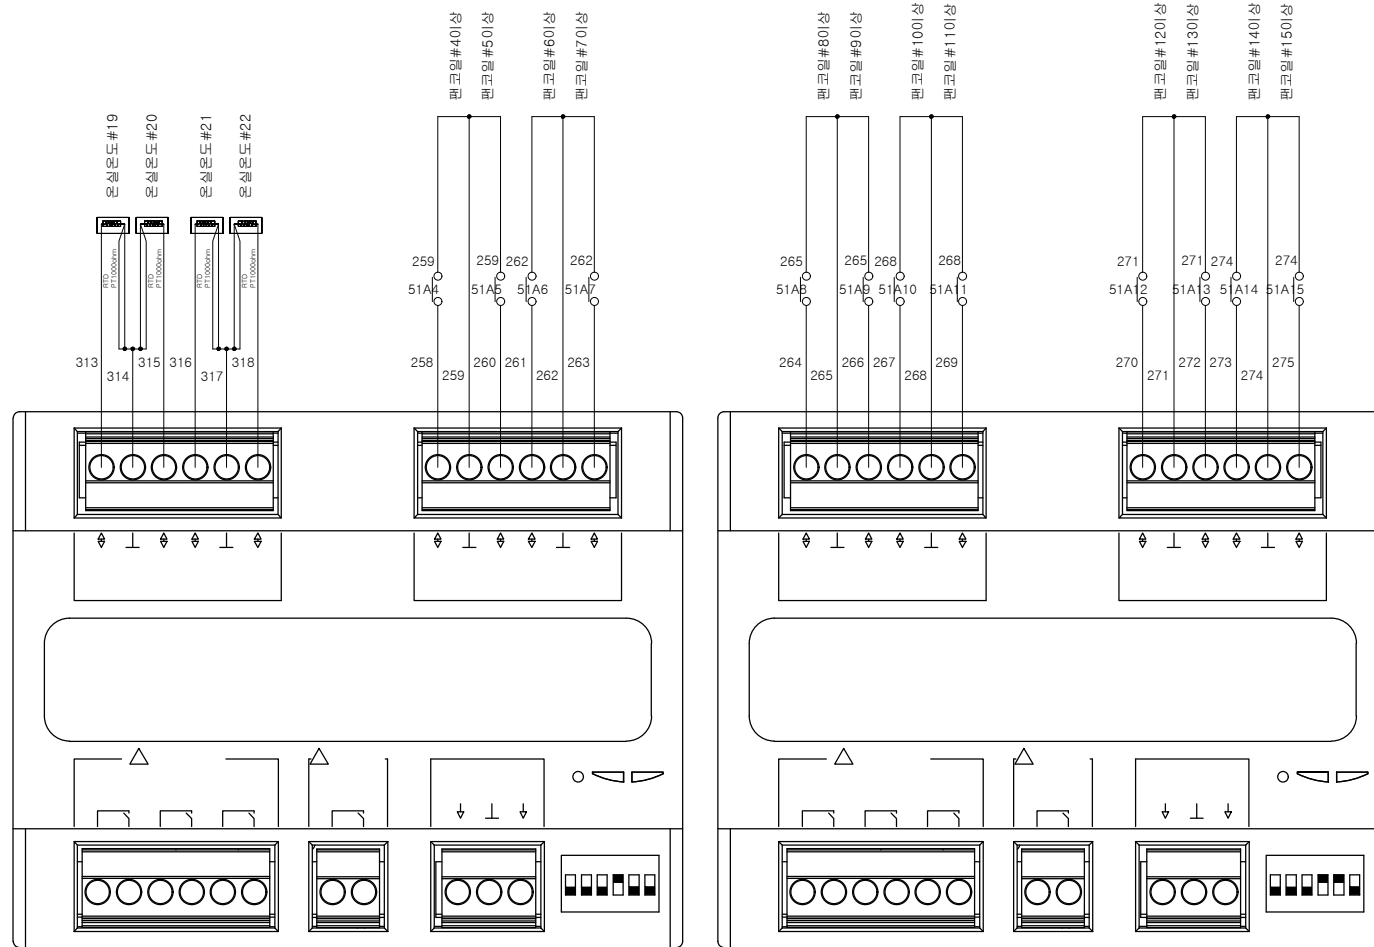 팬코일#4이상
팬코일#5이상
팬코일#6이상
팬코일#7이상
팬코일#8이상
팬코일#9이상
팬코일#10이상
팬코일#11이상
팬코일#12이상
팬코일#13이상
팬코일#14이상
팬코일#15이상
온실온도#19
온실온도#20
온실온도#21
온실온도#22
RTD
PT1000ohm
RTD
PT1000ohm
RTD
PT1000ohm
RTD
PT1000ohm
259
259
262
262
265
265
268
268
271
271
274
274
51A4
51A5
51A6
51A7
51A8
51A9
51A10
51A11
51A12
51A13
51A14
51A15
313
314
315
316
317
318
258
259
260
261
262
263
264
265
266
267
268
269
270
271
272
273
274
275